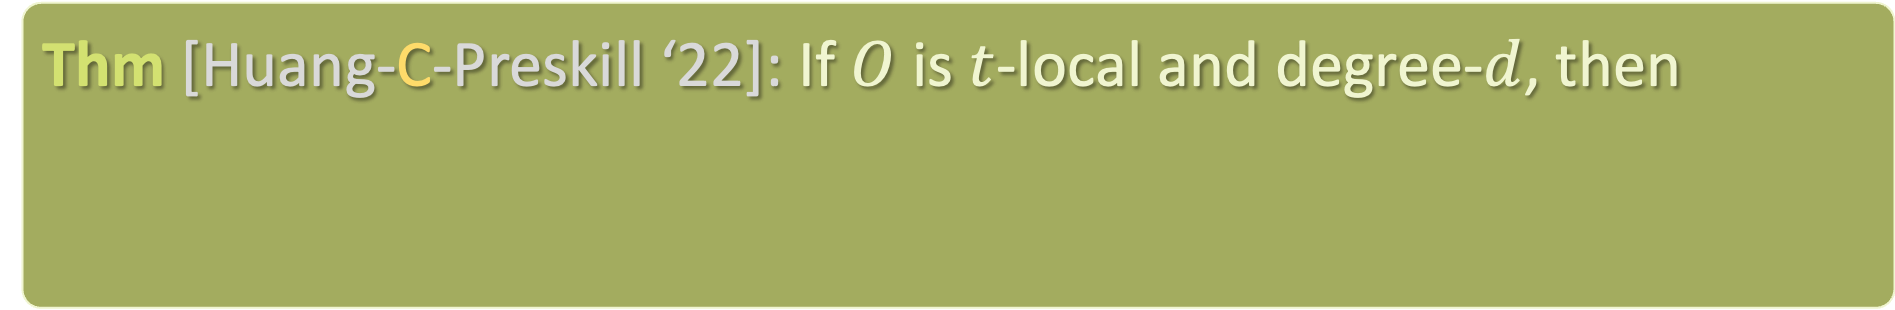 Thm [Huang-C-Preskill ‘22]: If O is t-local and degree-d, then